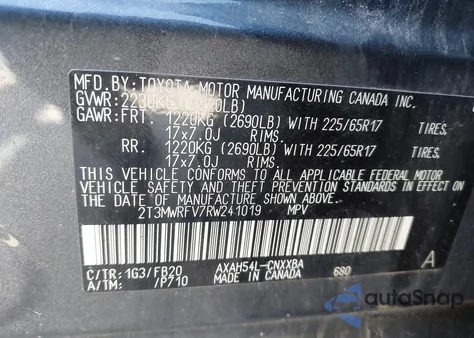 MFD. BY: TOYOTA MOTOR MANUFACTURING CANADA INC.
GVWR: 2230KG LB)
GAWR: FRT. 1220KG (2690LB) WITH 225/65R17 TIRES,
17x7.0J RIMS.
RR. 1220KG (2690LB) WITH 225/65R17 TIRES,
17x7.0J RIMS.
THIS VEHICLE CONFORMS TO ALL APPLICABLE FEDERAL MOTOR
VEHICLE SAFETY AND THEFT PREVENTION STANDARDS IN EFFECT ON
THE DATE OF MANUFACTURE SHOWN ABOVE.
2T3MWRFV7RW241019 MPV
C/TR: 1G3/FB20 AXAH54L-CNXXBA 680 A
A/TM: /P710 MADE IN CANADA
autoSnap